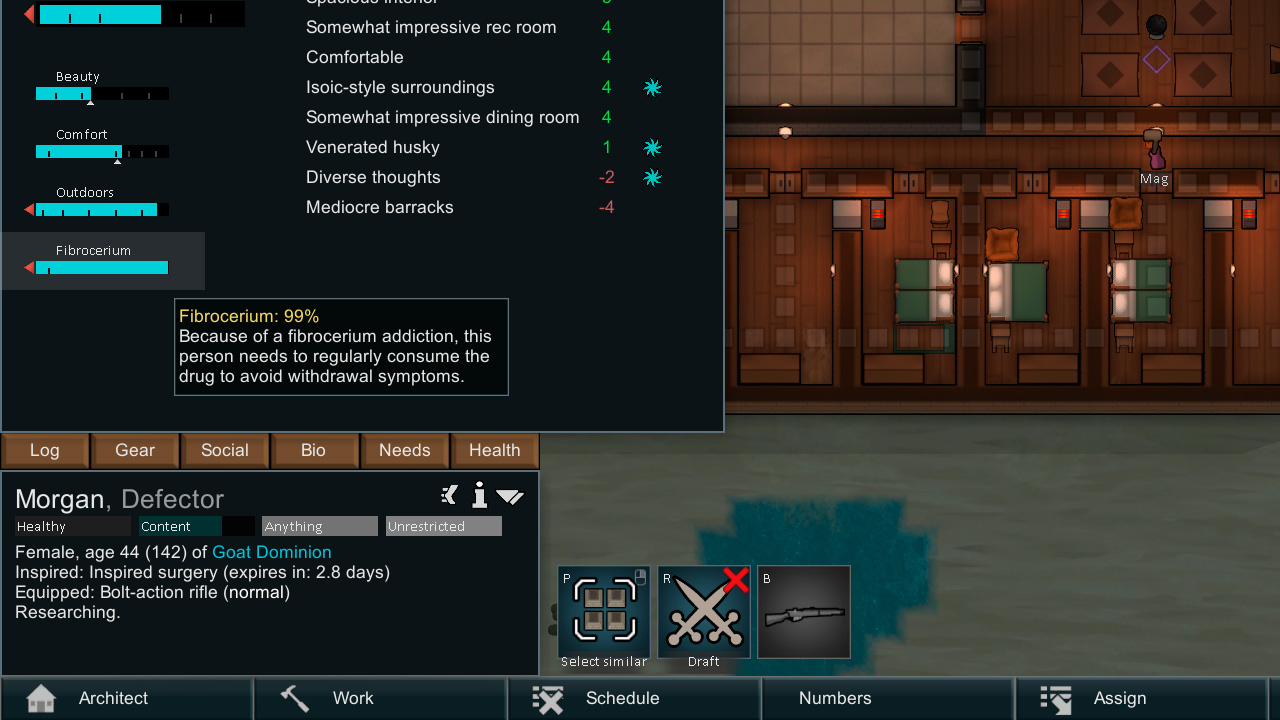 Spacious interior
Somewhat impressive rec room 4
Comfortable 4
Isoic-style surroundings 4
Somewhat impressive dining room 4
Venerated husky 1
Diverse thoughts -2
Mediocre barracks -4
Beauty
Comfort
Outdoors
Fibrocerium
Fibrocerium: 99%
Because of a fibrocerium addiction, this
person needs to regularly consume the
drug to avoid withdrawal symptoms.
Mag
Log Gear Social Bio Needs Health
Morgan, Defector
Healthy Content Anything Unrestricted
Female, age 44 (142) of Goat Dominion
Inspired: Inspired surgery (expires in: 2.8 days)
Equipped: Bolt-action rifle (normal)
Researching.
P R B
Select similar Draft
Architect Work Schedule Numbers Assign